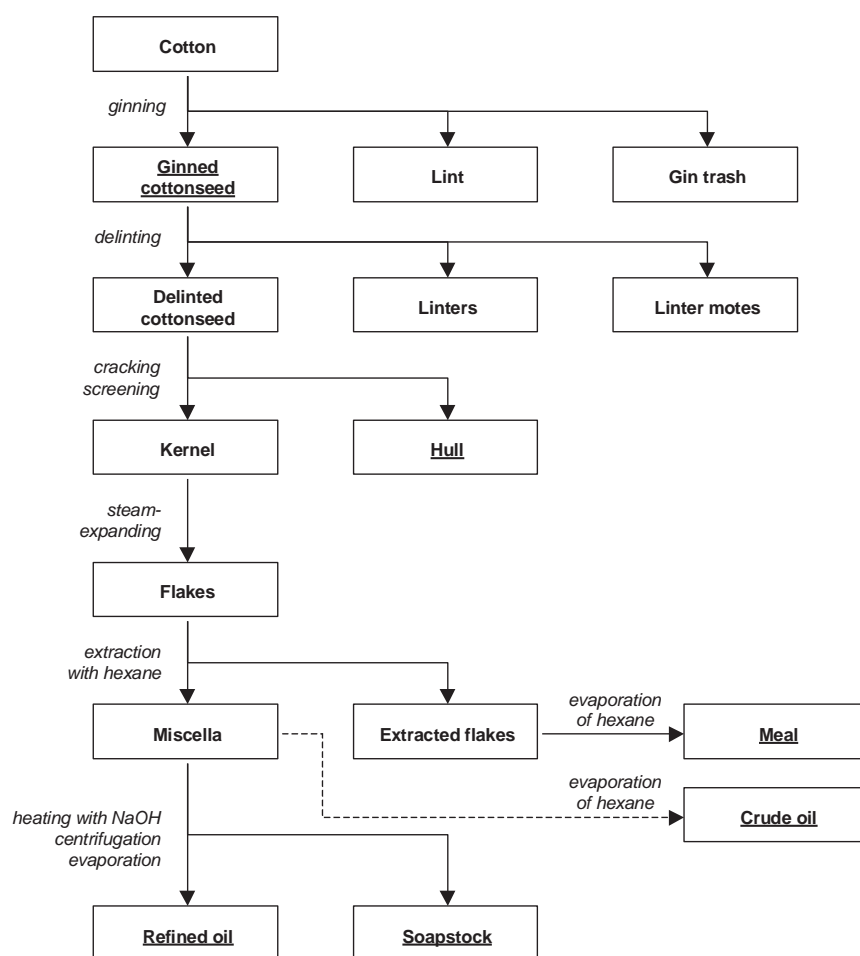 Cotton
ginning
Ginned
cottonseed
Lint
Gin trash
delinting
Delinted
cottonseed
Linters
Linter motes
cracking
screening
Kernel
Hull
steam-
expanding
Flakes
extraction
with hexane
evaporation
of hexane
Miscella
Extracted flakes
Meal
evaporation
of hexane
Crude oil
heating with NaOH
centrifugation
evaporation
Refined oil
Soapstock